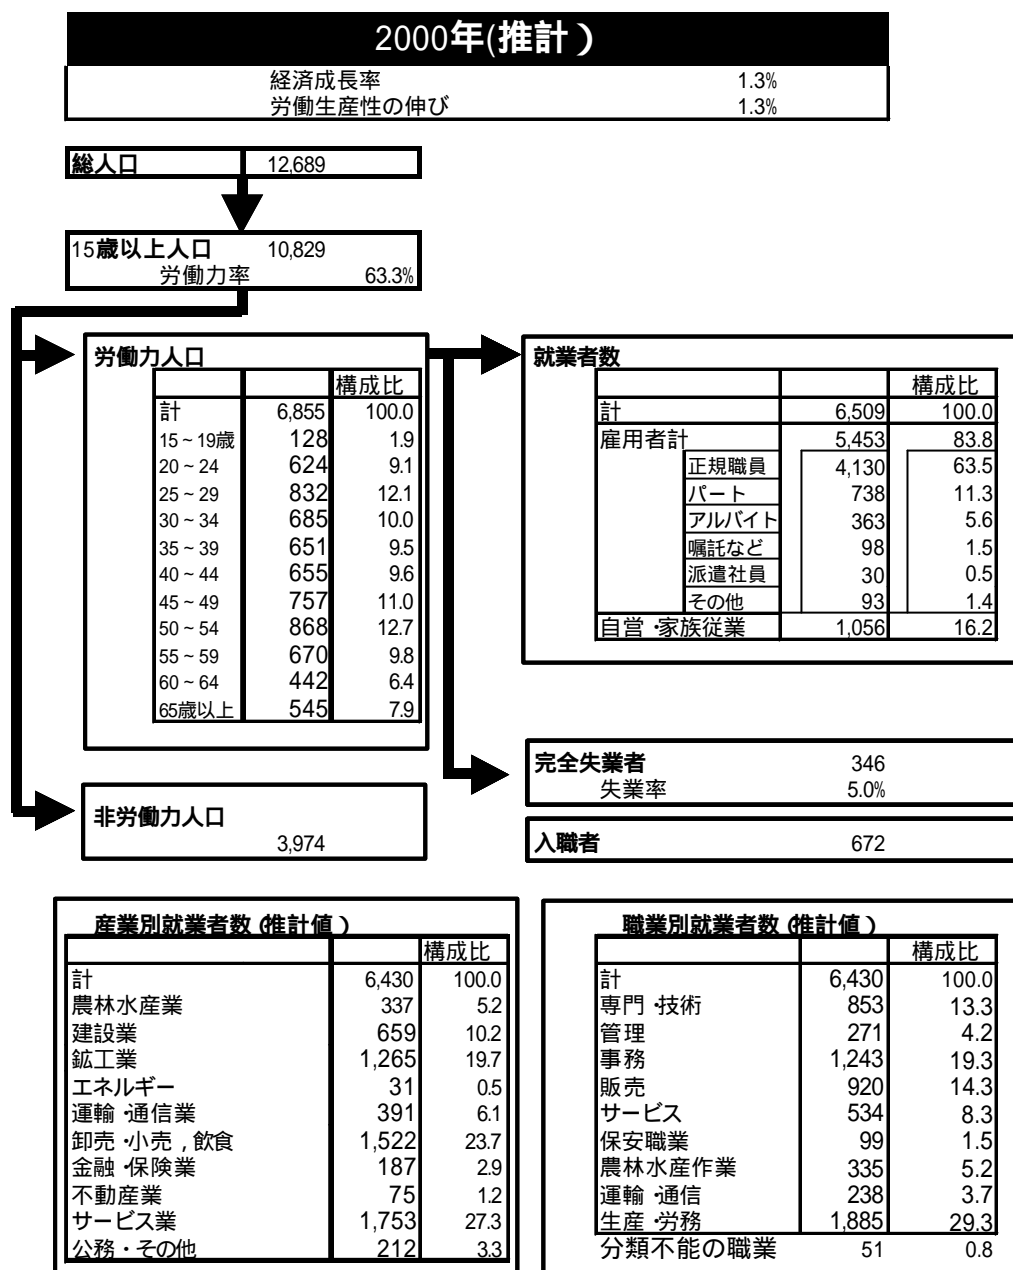 2000年(推計)
経済成長率 1.3%
労働生産性の伸び 1.3%
総人口 12,689
15歳以上人口 10,829
労働力率 63.3%
労働力人口
構成比
計 6,855 100.0
15~19歳 128 1.9
20~24 624 9.1
25~29 832 12.1
30~34 685 10.0
35~39 651 9.5
40~44 655 9.6
45~49 757 11.0
50~54 868 12.7
55~59 670 9.8
60~64 442 6.4
65歳以上 545 7.9
就業者数
構成比
計 6,509 100.0
雇用者計 5,453 83.8
正規職員 4,130 63.5
パート 738 11.3
アルバイト 363 5.6
嘱託など 98 1.5
派遣社員 30 0.5
その他 93 1.4
自営・家族従業 1,056 16.2
完全失業者 346
失業率 5.0%
非労働力人口
3,974
入職者 672
産業別就業者数(推計値)
構成比
計 6,430 100.0
農林水産業 337 5.2
建設業 659 10.2
鉱工業 1,265 19.7
エネルギー 31 0.5
運輸・通信業 391 6.1
卸売・小売,飲食 1,522 23.7
金融・保険業 187 2.9
不動産業 75 1.2
サービス業 1,753 27.3
公務・その他 212 3.3
職業別就業者数(推計値)
構成比
計 6,430 100.0
専門・技術 853 13.3
管理 271 4.2
事務 1,243 19.3
販売 920 14.3
サービス 534 8.3
保安職業 99 1.5
農林水産作業 335 5.2
運輸・通信 238 3.7
生産・労務 1,885 29.3
分類不能の職業 51 0.8